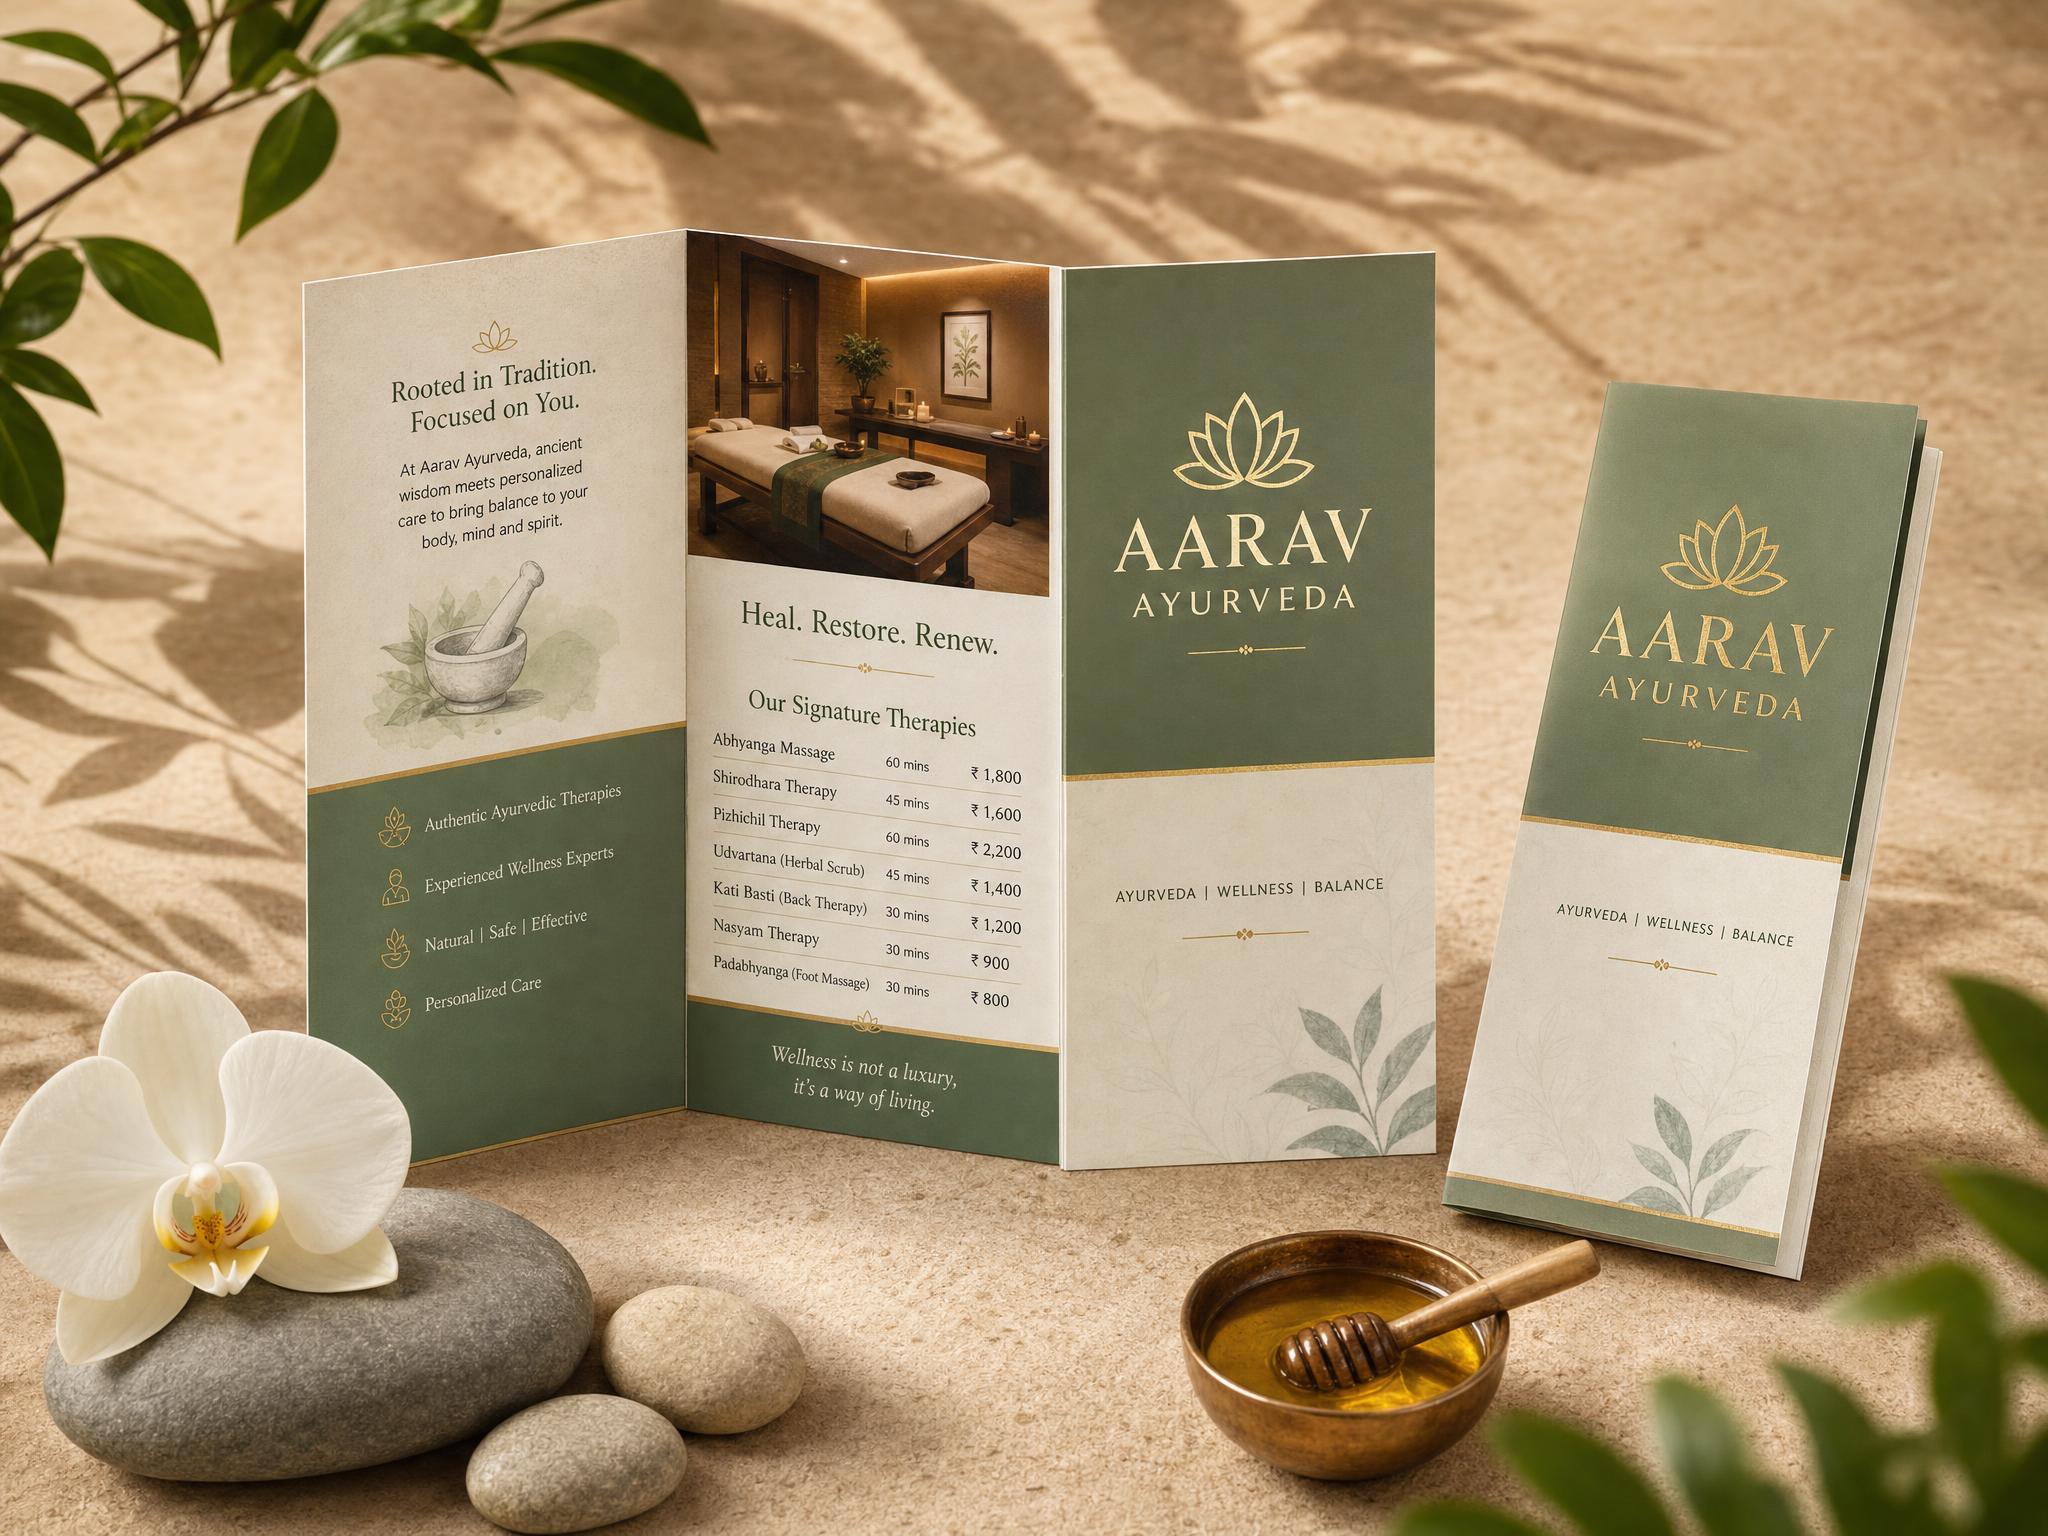 Rooted in Tradition.
Focused on You.
At Aarav Ayurveda, ancient
wisdom meets personalized
care to bring balance to your
body, mind and spirit.
Authentic Ayurvedic Therapies
Experienced Wellness Experts
Natural | Safe | Effective
Personalized Care
Heal. Restore. Renew.
Our Signature Therapies
Abhyanga Massage 60 mins ₹ 1,800
Shirodhara Therapy 45 mins ₹ 1,600
Pizhichil Therapy 60 mins ₹ 2,200
Udvartana (Herbal Scrub) 45 mins ₹ 1,400
Kati Basti (Back Therapy) 30 mins ₹ 1,200
Nasyam Therapy 30 mins ₹ 900
Padabhyanga (Foot Massage) 30 mins ₹ 800
Wellness is not a luxury,
it's a way of living.
AARAV
AYURVEDA
AYURVEDA | WELLNESS | BALANCE
AARAV
AYURVEDA
AYURVEDA | WELLNESS | BALANCE